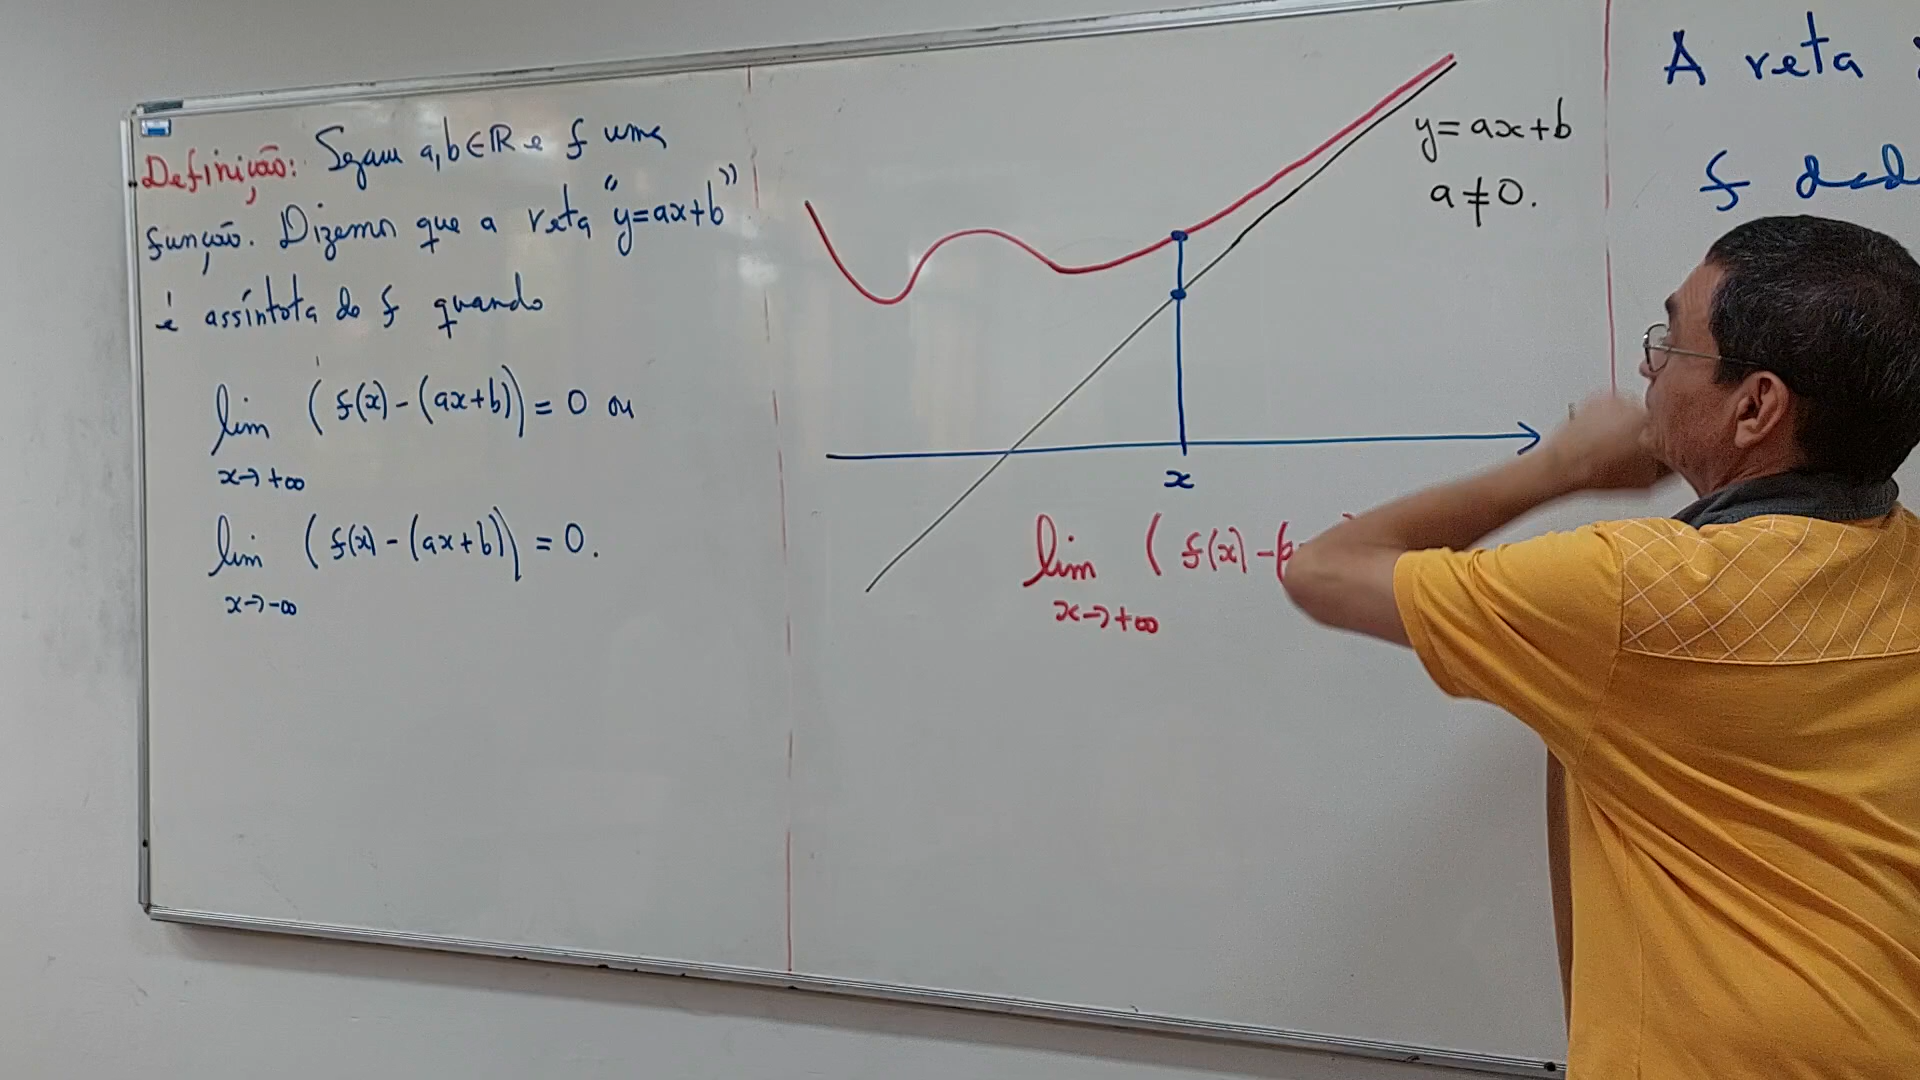 Definição: Sejam a,b∈ℝ e f uma
função. Dizemos que a reta "y=ax+b"
é assíntota de f quando
lim (f(x)-(ax+b))=0 ou
x→+∞
lim (f(x)-(ax+b))=0.
x→-∞
y=ax+b
a≠0.
x
lim (f(x)-(
x→+∞
A reta
f